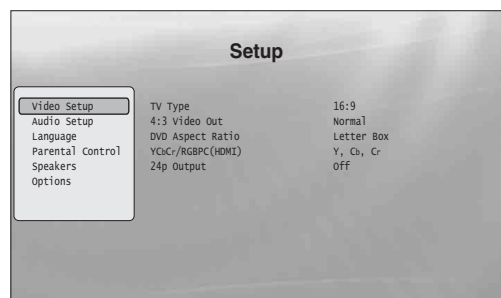 Setup
Video Setup
Audio Setup
Language
Parental Control
Speakers
Options
TV Type 16:9
4:3 Video Out Normal
DVD Aspect Ratio Letter Box
YCbCr/RGBPC(HDMI) Y, Cb, Cr
24p Output Off